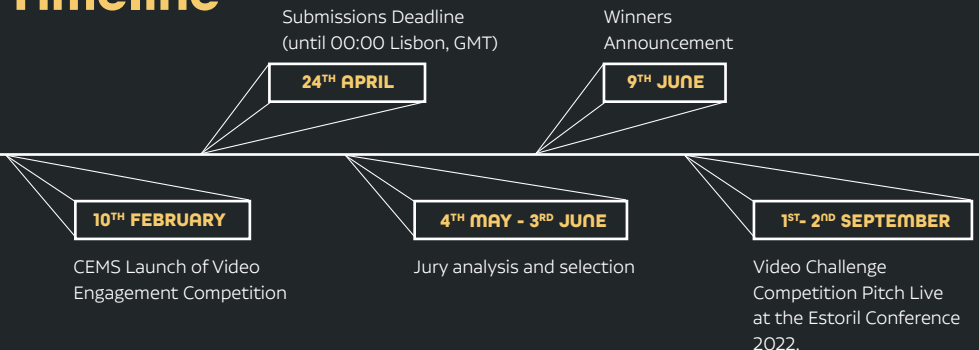 Timeline
Submissions Deadline
(until 00:00 Lisbon, GMT)
24TH APRIL
Winners
Announcement
9TH JUNE
10TH FEBRUARY
CEMS Launch of Video
Engagement Competition
4TH MAY - 3RD JUNE
Jury analysis and selection
1ST- 2ND SEPTEMBER
Video Challenge
Competition Pitch Live
at the Estoril Conference
2022.